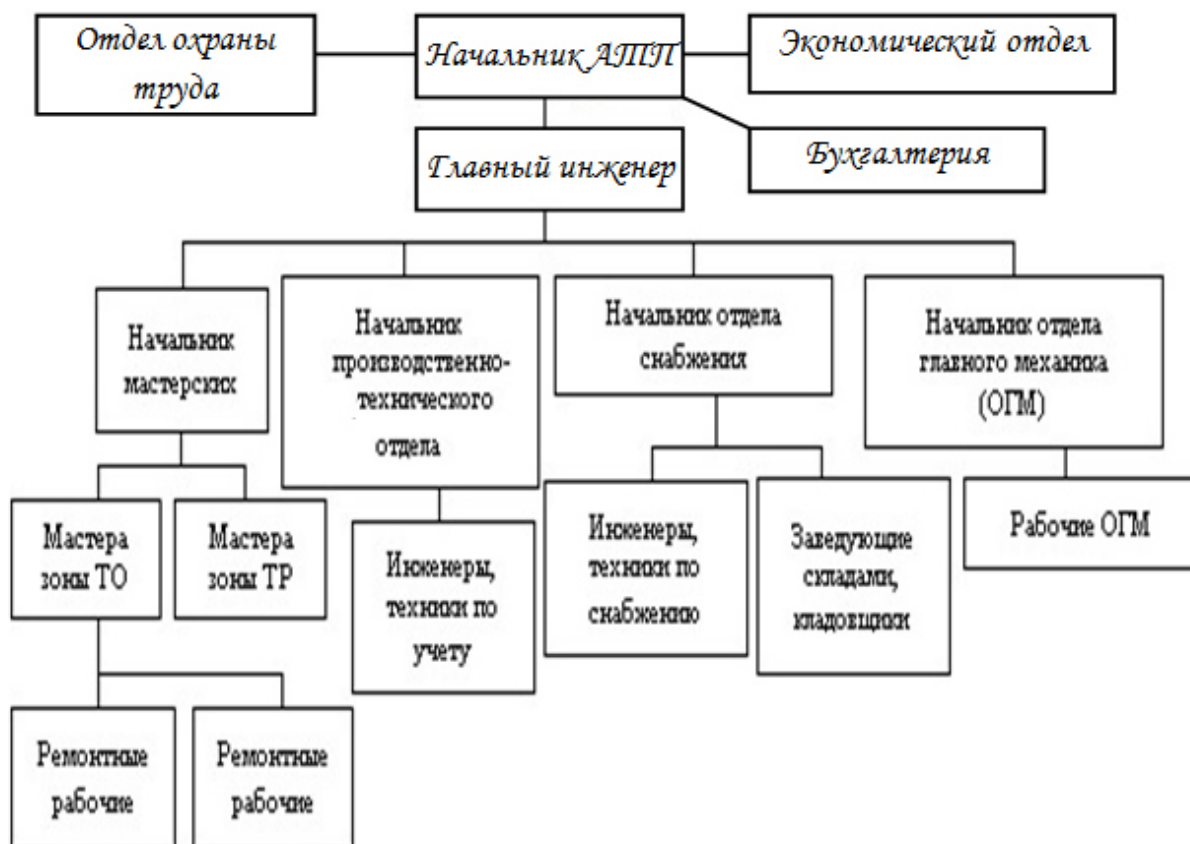 Отдел охраны
труда
Начальник АТП
Экономический отдел
Главный инженер
Бухгалтерия
Начальник
мастерских
Начальник
производственно-
технического
отдела
Начальник отдела
снабжения
Начальник отдела
главного механика
(ОГМ)
Мастера
зоны ТО
Мастера
зоны ТР
Инженеры,
техники по
учету
Инженеры,
техники по
снабжению
Заведующие
складами,
кладовщики
Рабочие ОГМ
Ремонтные
рабочие
Ремонтные
рабочие